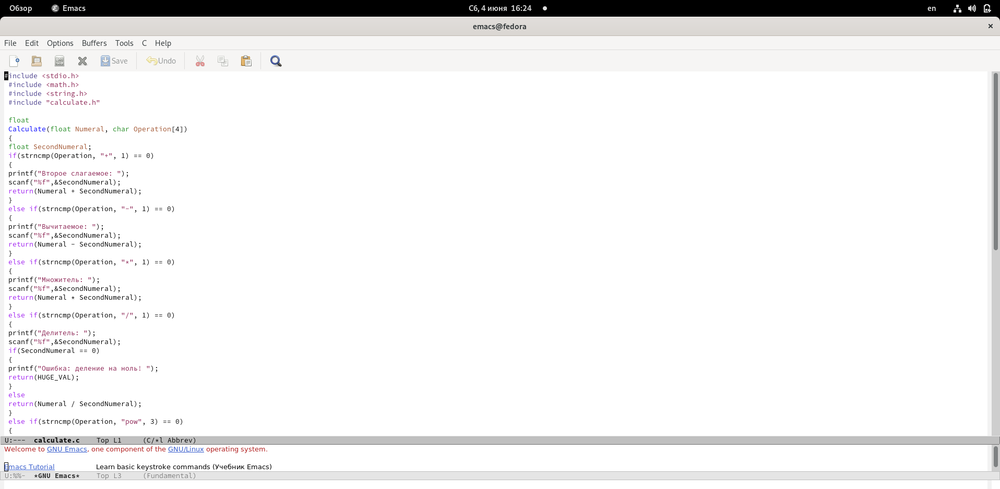 Обзор Emacs Сб, 4 июня 16:24 en
emacs@fedora
File Edit Options Buffers Tools C Help
Save Undo
#include <stdio.h>
#include <math.h>
#include <string.h>
#include "calculate.h"
float
Calculate(float Numeral, char Operation[4])
{
float SecondNumeral;
if(strncmp(Operation, "+", 1) == 0)
{
printf("Второе слагаемое: ");
scanf("%f",&SecondNumeral);
return(Numeral + SecondNumeral);
}
else if(strncmp(Operation, "-", 1) == 0)
{
printf("Вычитаемое: ");
scanf("%f",&SecondNumeral);
return(Numeral - SecondNumeral);
}
else if(strncmp(Operation, "*", 1) == 0)
{
printf("Множитель: ");
scanf("%f",&SecondNumeral);
return(Numeral * SecondNumeral);
}
else if(strncmp(Operation, "/", 1) == 0)
{
printf("Делитель: ");
scanf("%f",&SecondNumeral);
if(SecondNumeral == 0)
{
printf("Ошибка: деление на ноль! ");
return(HUGE_VAL);
}
else
return(Numeral / SecondNumeral);
}
else if(strncmp(Operation, "pow", 3) == 0)
{
U:--- calculate.c Top L1 (C/*l Abbrev)
Welcome to GNU Emacs, one component of the GNU/Linux operating system.
Emacs Tutorial Learn basic keystroke commands (Учебник Emacs)
U:%%- *GNU Emacs* Top L3 (Fundamental)